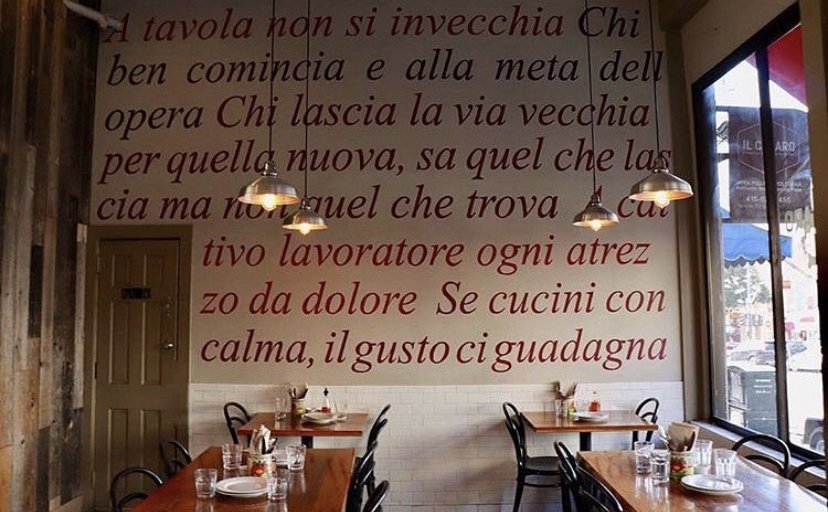 A tavola non si invecchia Chi
ben comincia e alla meta dell
opera Chi lascia la via vecchia
per quella nuova, sa quel che las
cia ma non quel che trova A cat
tivo lavoratore ogni atrez
zo da dolore Se cucini con
calma, il gusto ci guadagna
IL